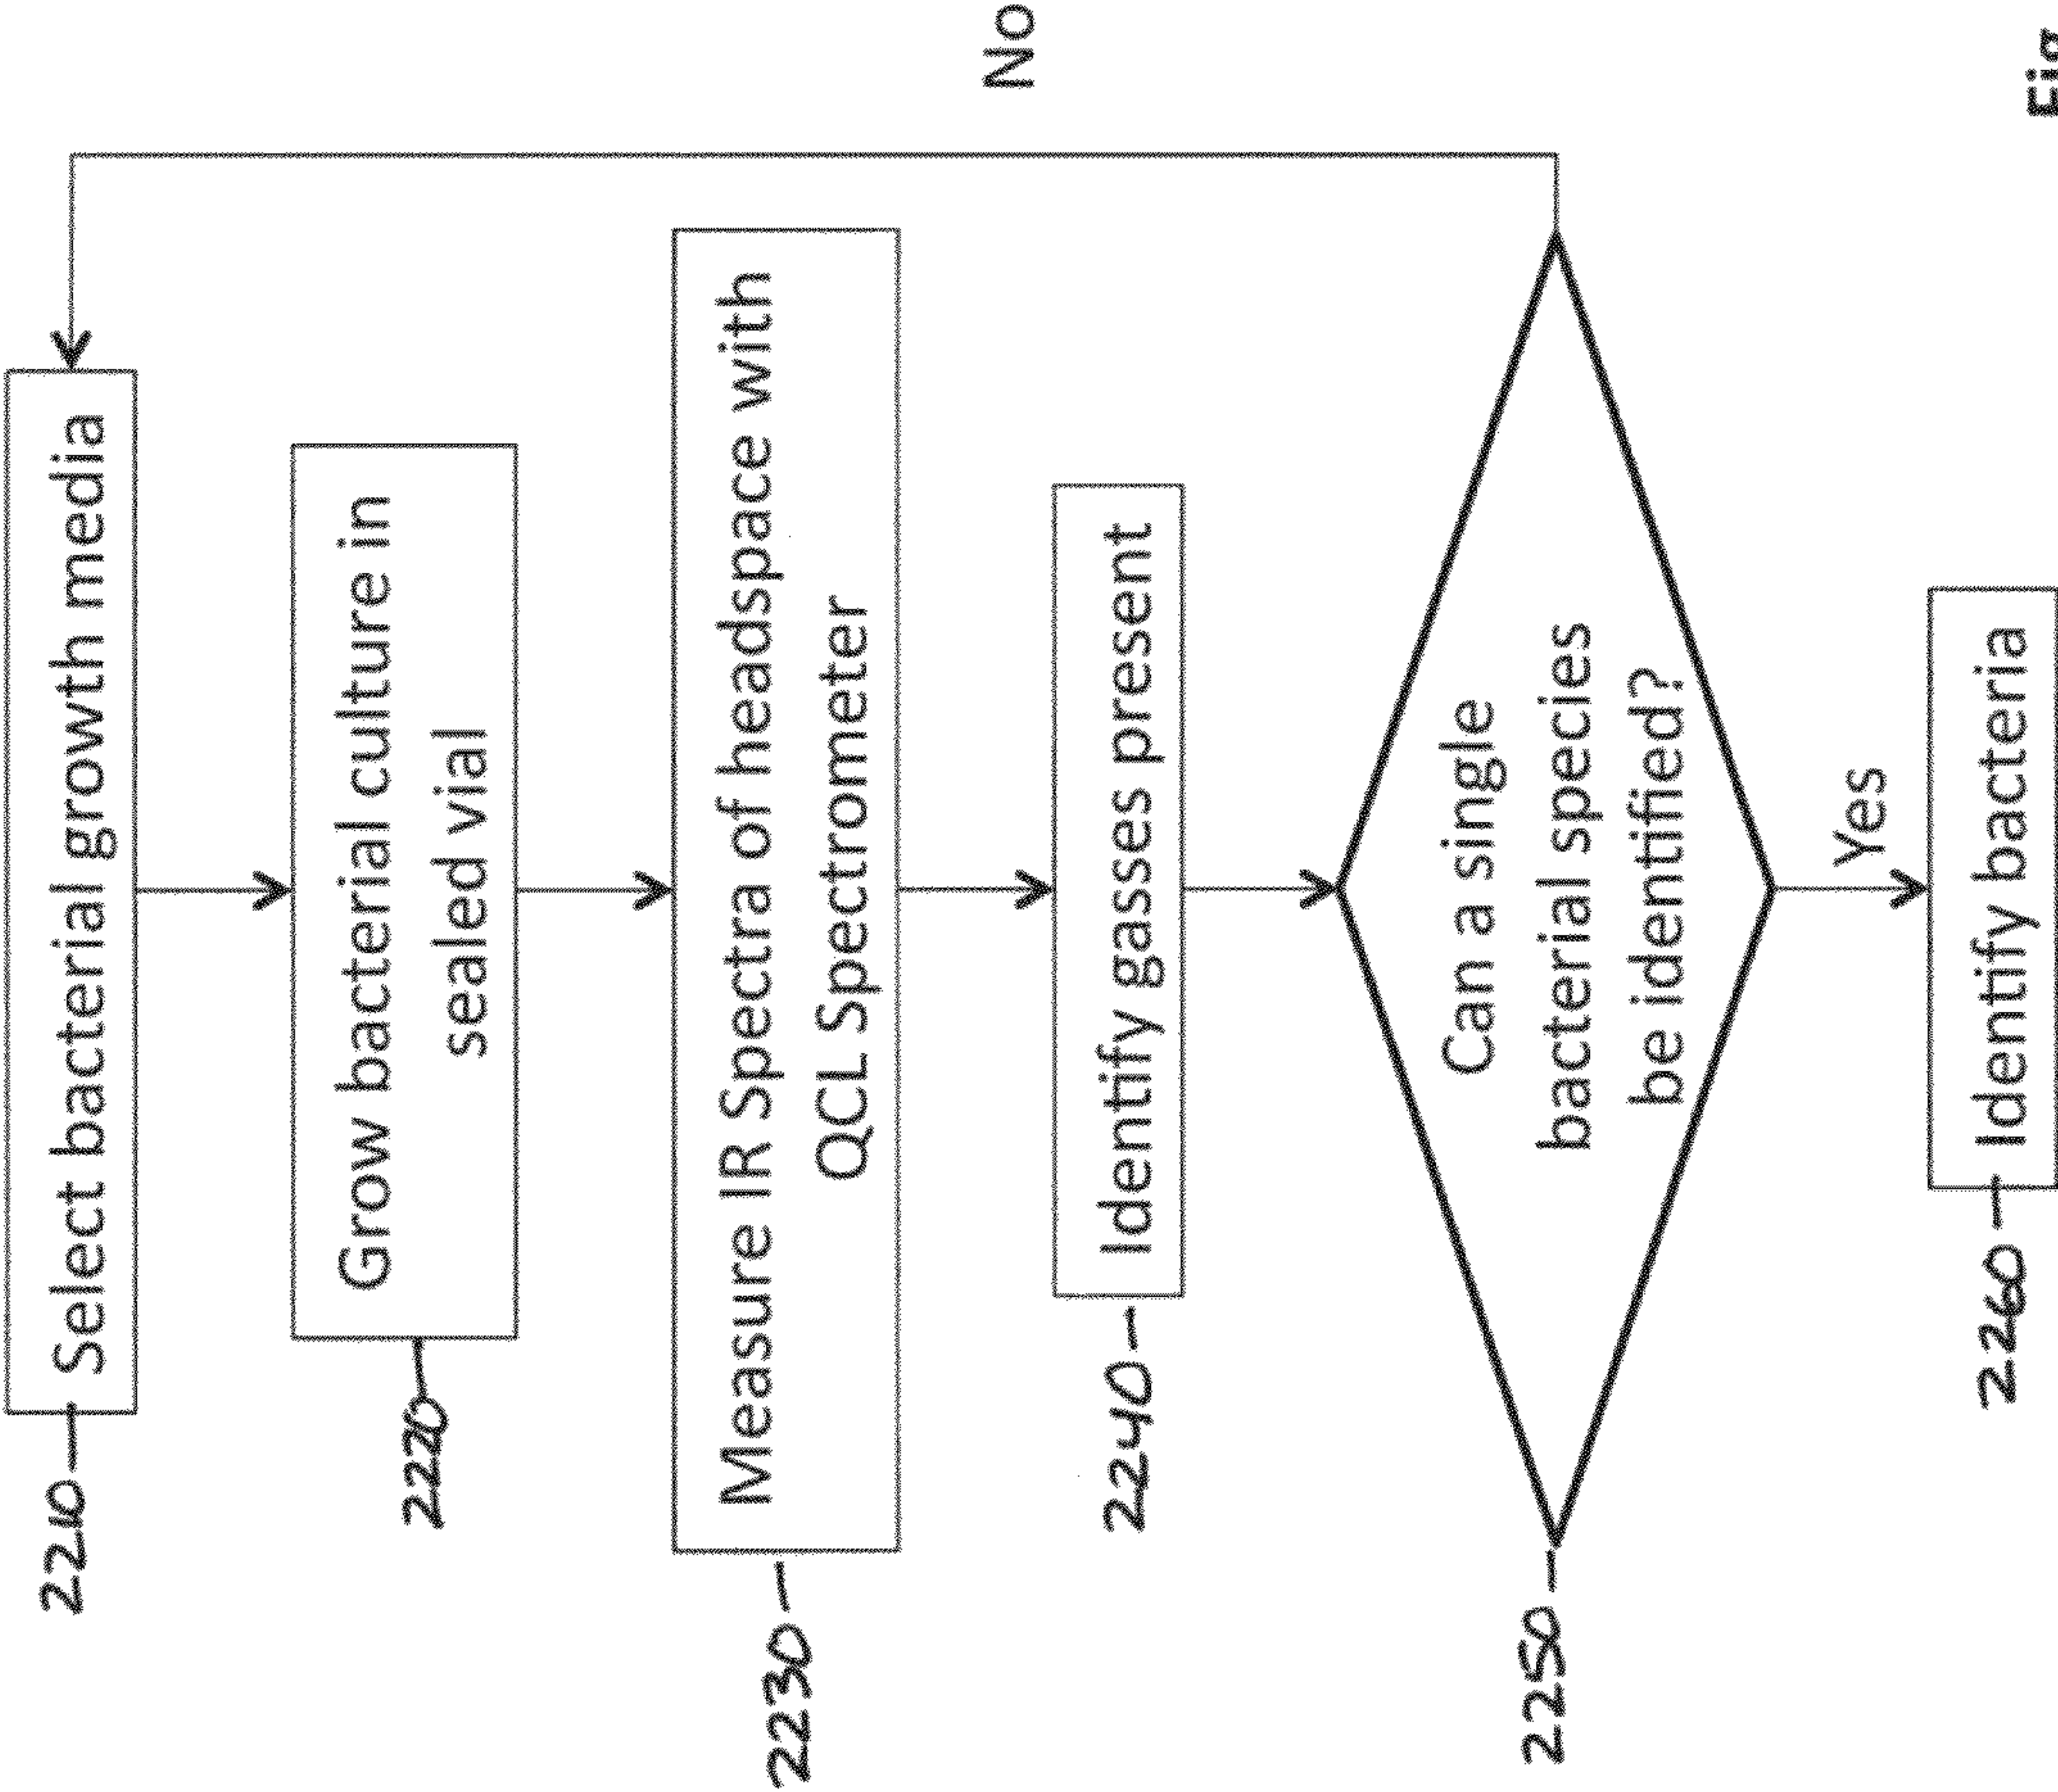 2210
Select bacterial growth media
2220
Grow bacterial culture in
sealed vial
2230
Measure IR Spectra of headspace with
QCL Spectrometer
2240
Identify gasses present
2250
Can a single
bacterial species
be identified?
No
Yes
2260
Identify bacteria
Fig